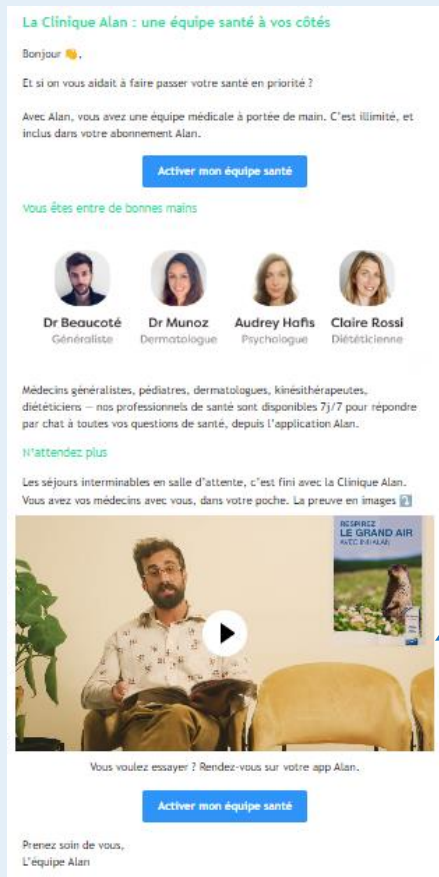 La Clinique Alan : une équipe santé à vos côtés
Bonjour 👋,
Et si on vous aidait à faire passer votre santé en priorité ?
Avec Alan, vous avez une équipe médicale à portée de main. C'est illimité, et
inclus dans votre abonnement Alan.
Activer mon équipe santé
Vous êtes entre de bonnes mains
Dr Beaucoté
Dr Munoz
Audrey Hafis
Claire Rossi
Généraliste
Dermatologue
Psychologue
Diététicienne
Médecins généralistes, pédiatres, dermatologues, kinésithérapeutes,
diététiciens — nos professionnels de santé sont disponibles 7j/7 pour répondre
par chat à toutes vos questions de santé, depuis l'application Alan.
N'attendez plus
Les séjours interminables en salle d'attente, c'est fini avec la Clinique Alan.
Vous avez vos médecins avec vous, dans votre poche. La preuve en images ⤵️
RESPIREZ
LE GRAND AIR
AVEC INHALAN
Vous voulez essayer ? Rendez-vous sur votre app Alan.
Activer mon équipe santé
Prenez soin de vous,
L'équipe Alan